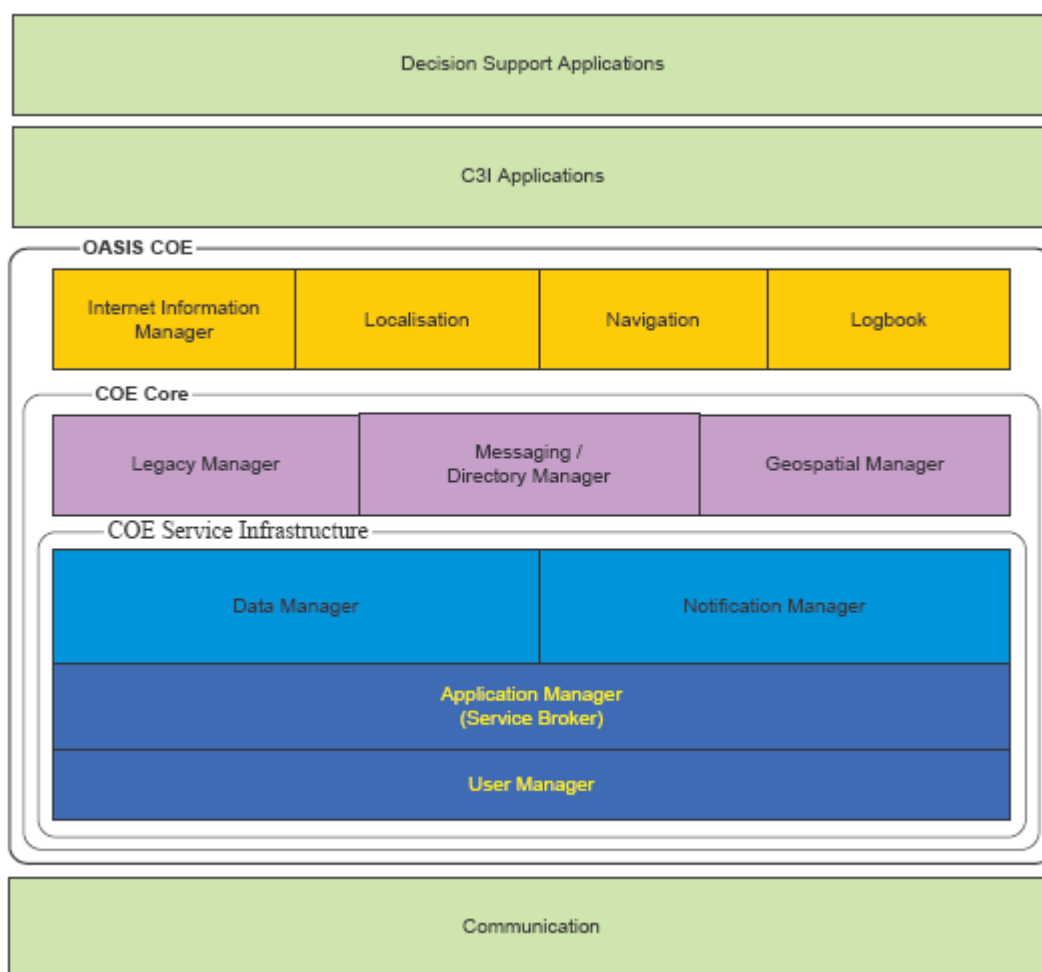 Decision Support Applications
C3I Applications
OASIS COE
Internet Information
Manager
Localisation
Navigation
Logbook
COE Core
Legacy Manager
Messaging /
Directory Manager
Geospatial Manager
COE Service Infrastructure
Data Manager
Notification Manager
Application Manager
(Service Broker)
User Manager
Communication